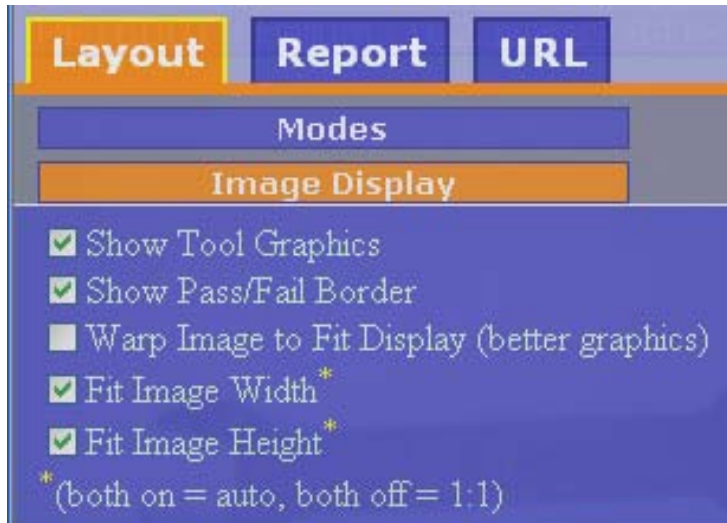 Layout Report URL
Modes
Image Display
Show Tool Graphics
Show Pass/Fail Border
Warp Image to Fit Display (better graphics)
Fit Image Width*
Fit Image Height*
*(both on = auto, both off = 1:1)